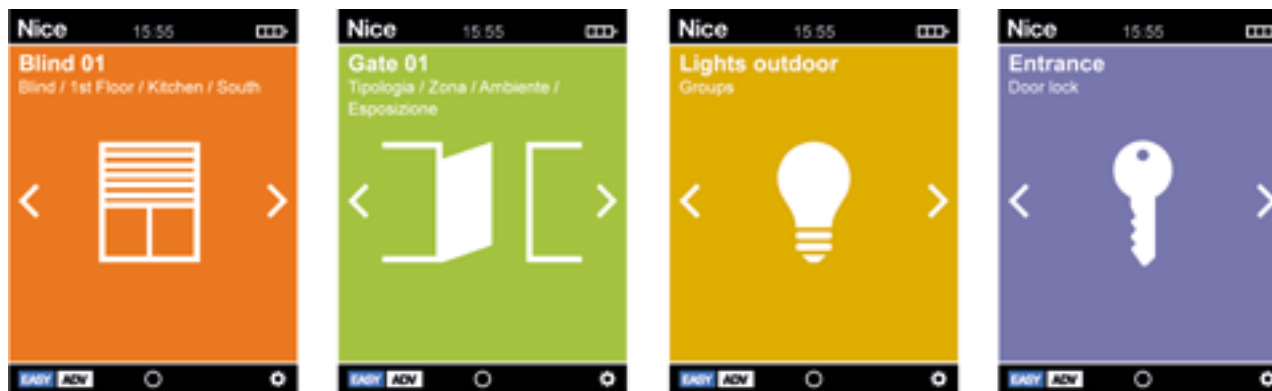 Nice 15:55
Blind 01
Blind / 1st Floor / Kitchen / South
EASY ADV
Nice 15:55
Gate 01
Tipologia / Zona / Ambiente /
Esposizione
EASY ADV
Nice 15:55
Lights outdoor
Groups
EASY ADV
Nice 15:55
Entrance
Door lock
EASY ADV